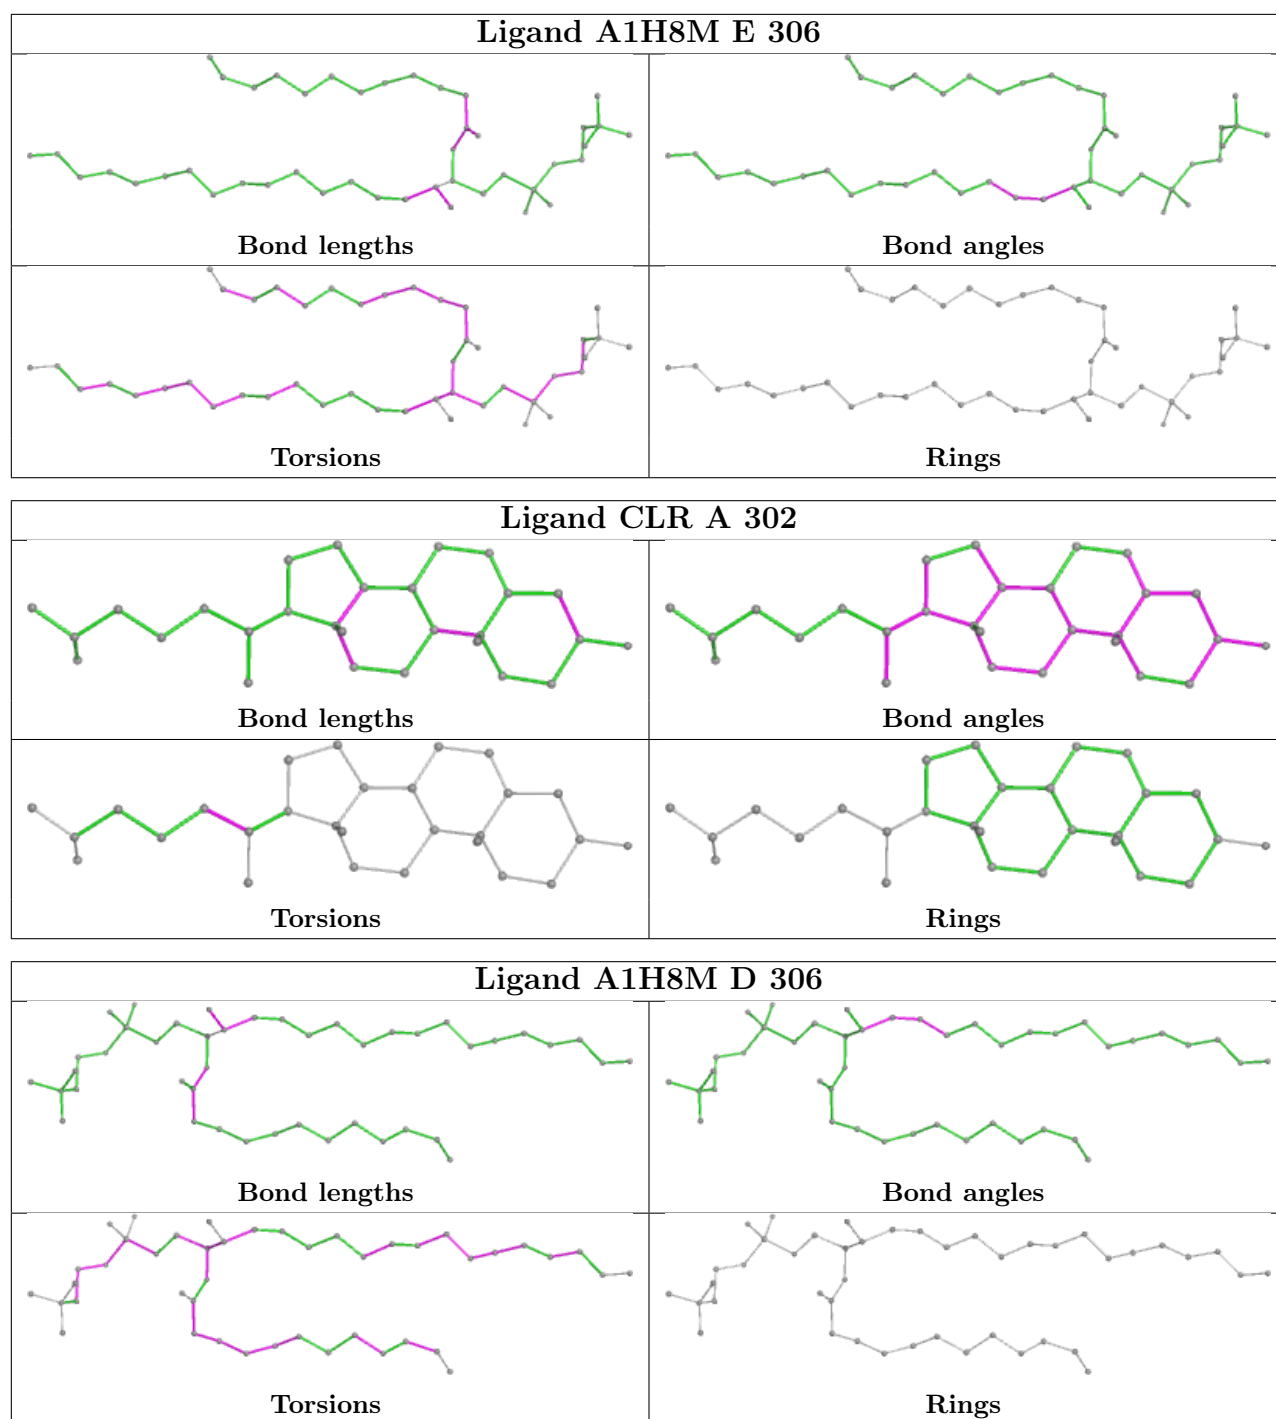 Ligand A1H8M E 306
Bond lengths
Bond angles
Torsions
Rings
Ligand CLR A 302
Bond lengths
Bond angles
Torsions
Rings
Ligand A1H8M D 306
Bond lengths
Bond angles
Torsions
Rings